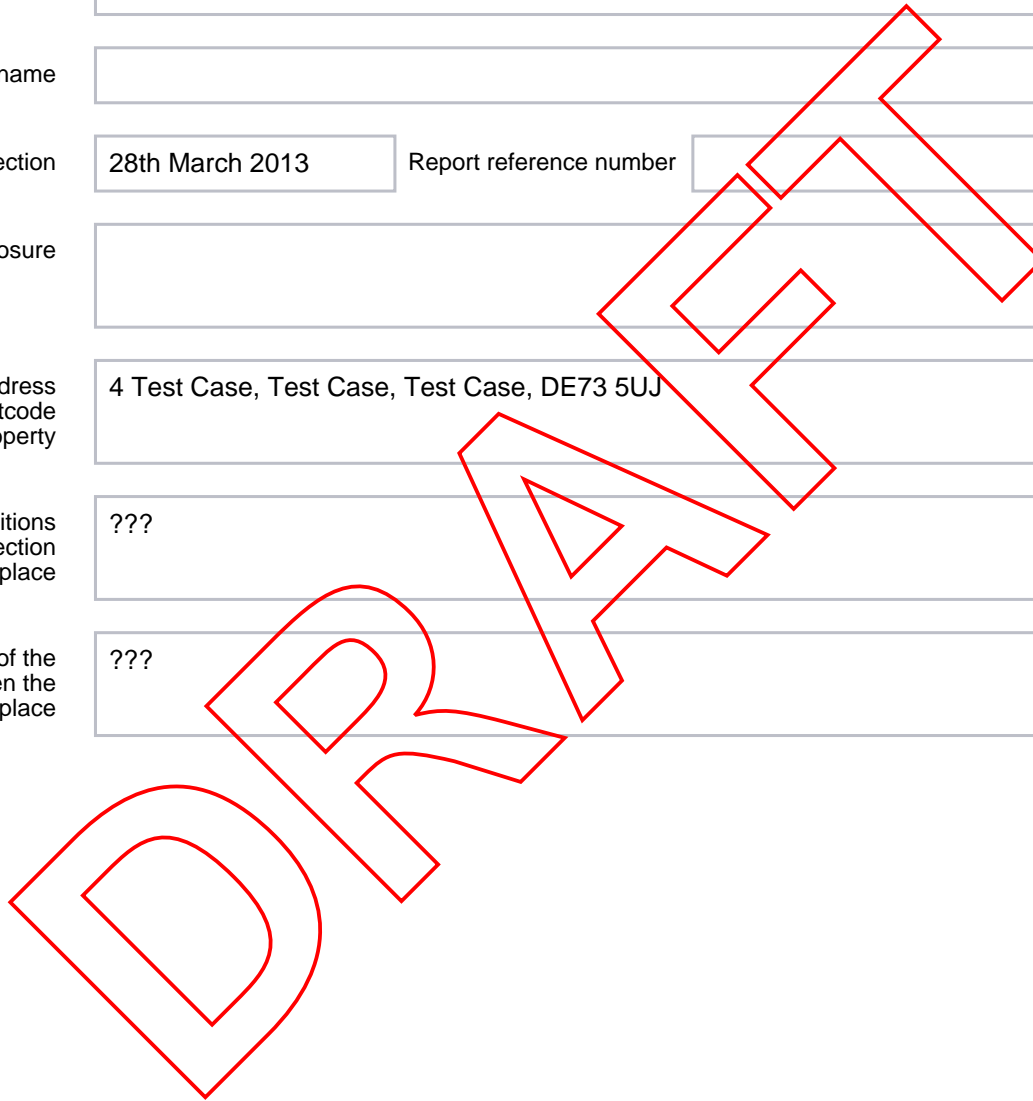 name
ection
28th March 2013
Report reference number
osure
dress
tcode
operty
4 Test Case, Test Case, Test Case, DE73 5UJ
itions
ection
place
???
of the
en the
place
???
DRAFT